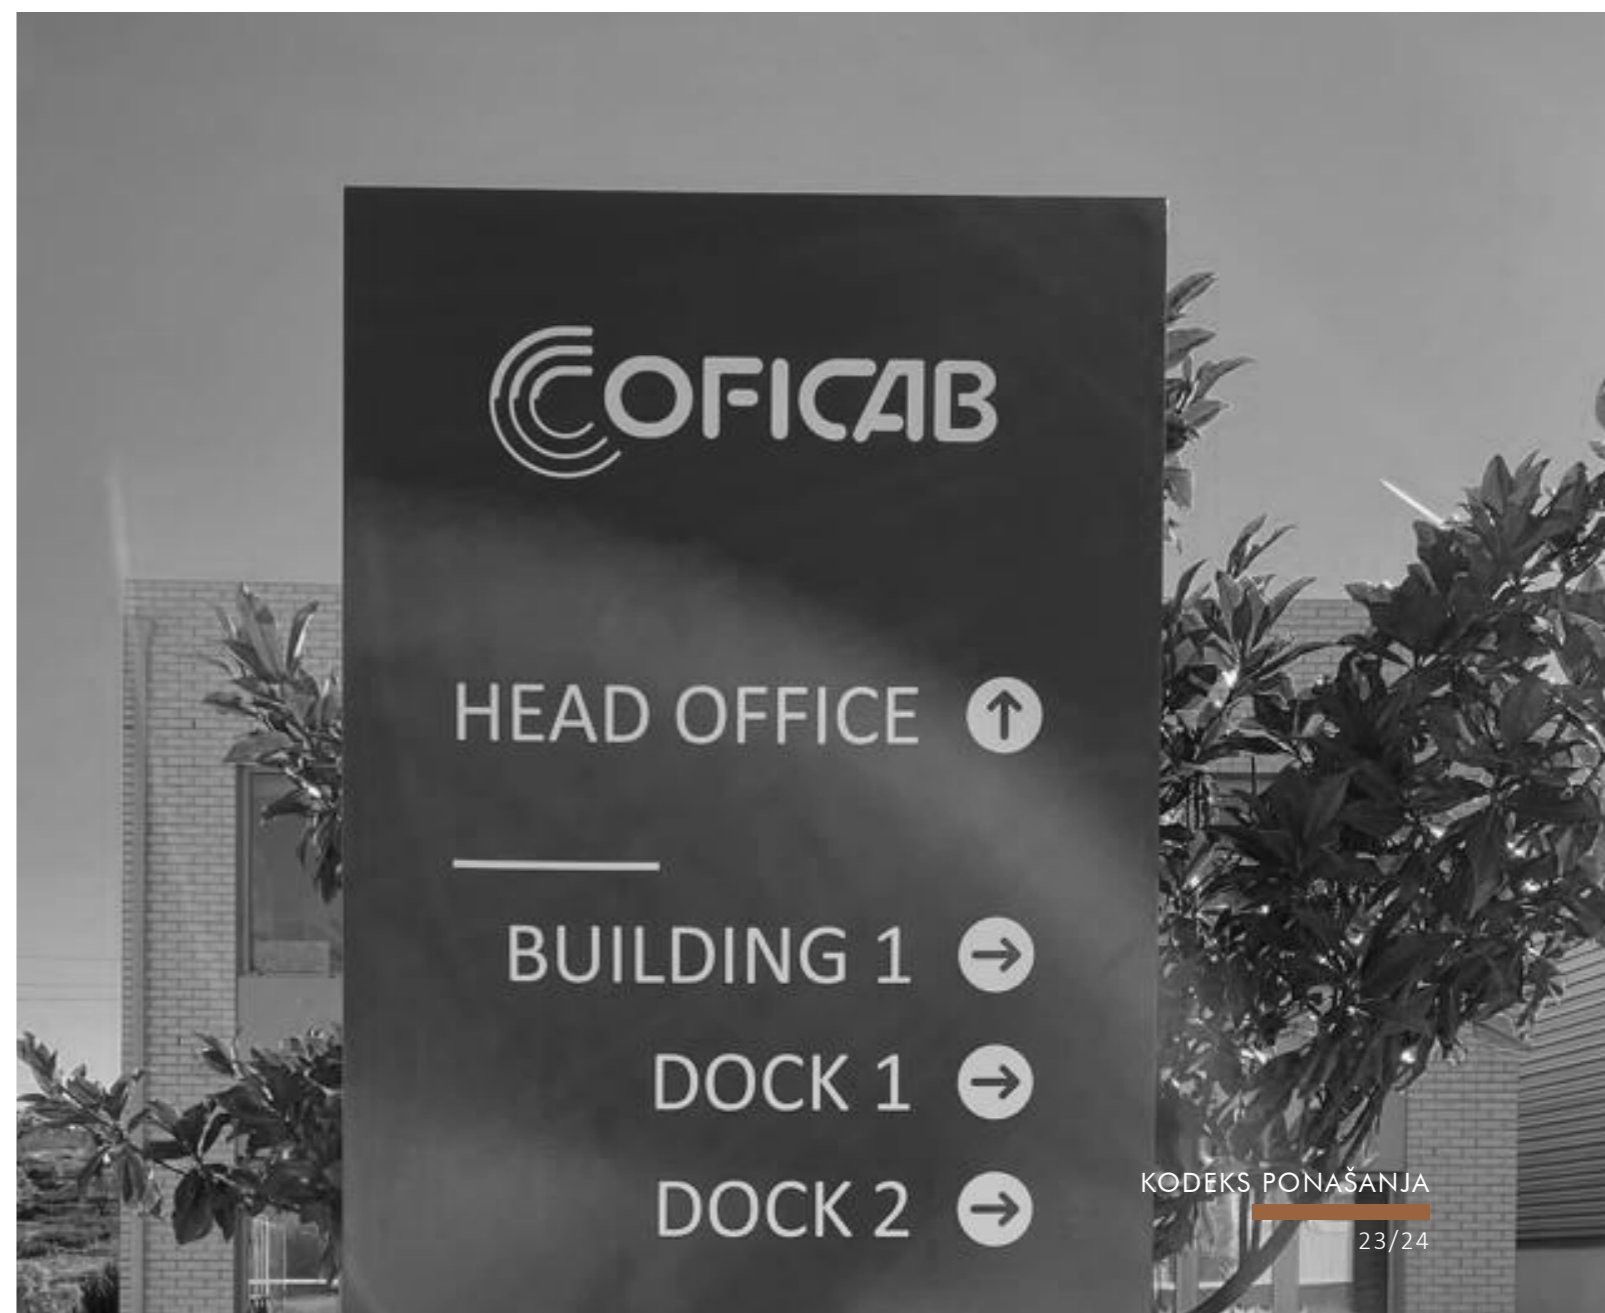 COFICAB
HEAD OFFICE
BUILDING 1
DOCK 1
DOCK 2
KODEKS PONAŠANJA
23/24